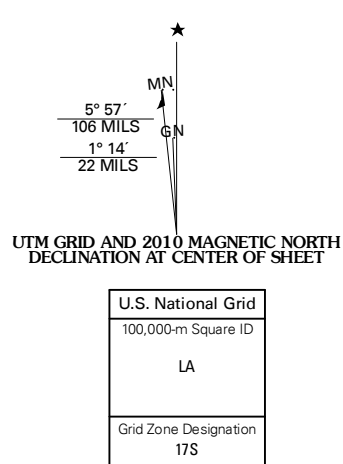 MN
5° 57´
106 MILS
GN
1° 14´
22 MILS
UTM GRID AND 2010 MAGNETIC NORTH
DECLINATION AT CENTER OF SHEET
U.S. National Grid
100,000-m Square ID
LA
Grid Zone Designation
17S